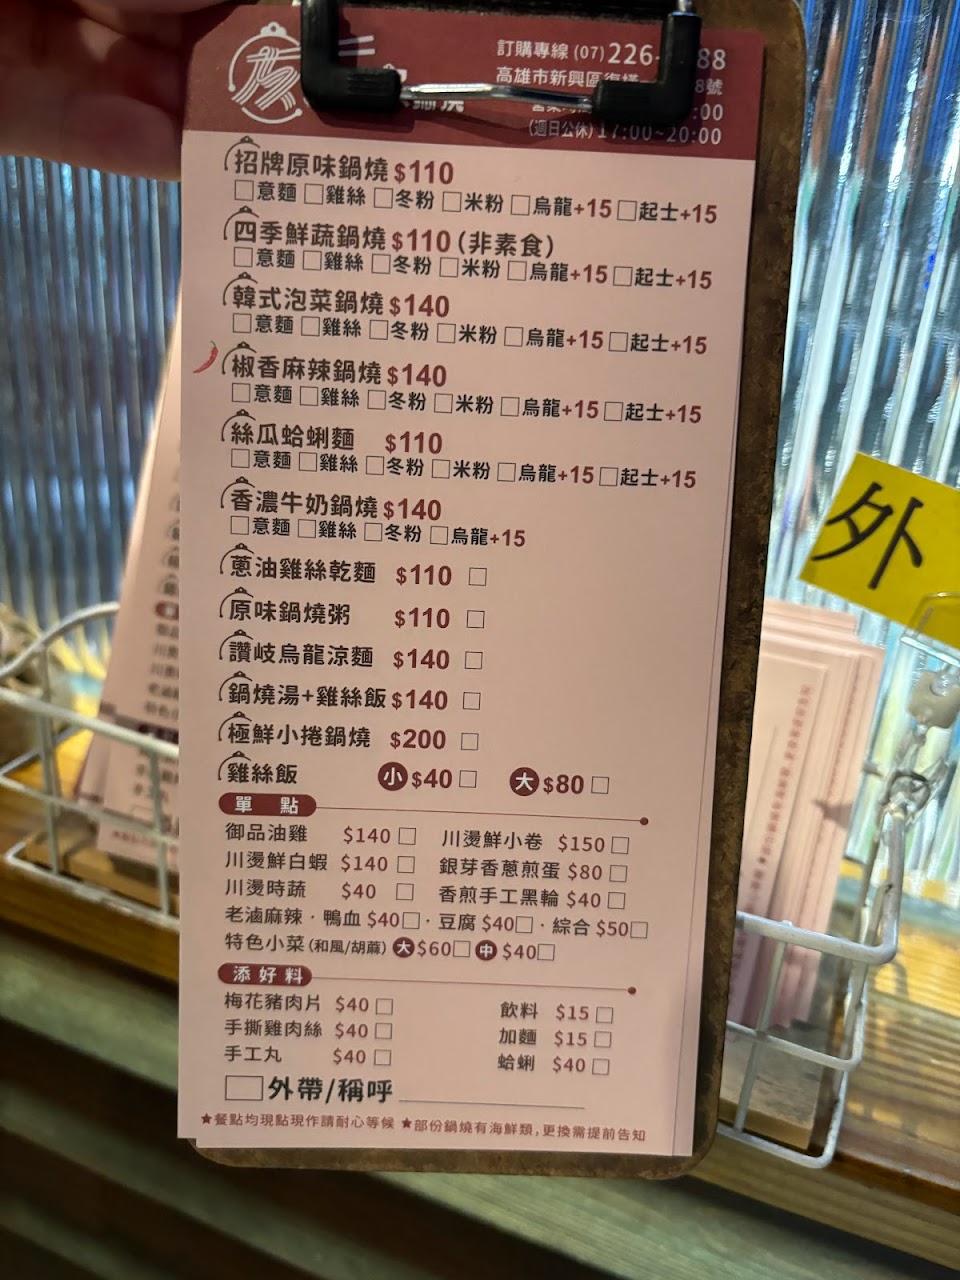 訂購專線 (07) 226- 88
高雄市新興區復 8號
鍋燒 :00
(週日公休) 17:00~20:00
招牌原味鍋燒 $110
□意麵 □雞絲 □冬粉 □米粉 □烏龍+15 □起士+15
四季鮮蔬鍋燒 $110 (非素食)
□意麵 □雞絲 □冬粉 □米粉 □烏龍+15 □起士+15
韓式泡菜鍋燒 $140
□意麵 □雞絲 □冬粉 □米粉 □烏龍+15 □起士+15
椒香麻辣鍋燒 $140
□意麵 □雞絲 □冬粉 □米粉 □烏龍+15 □起士+15
絲瓜蛤蜊麵 $110
□意麵 □雞絲 □冬粉 □米粉 □烏龍+15 □起士+15
香濃牛奶鍋燒 $140
□意麵 □雞絲 □冬粉 □烏龍+15
蔥油雞絲乾麵 $110 □
原味鍋燒粥 $110 □
讚岐烏龍涼麵 $140 □
鍋燒湯+雞絲飯 $140 □
極鮮小捲鍋燒 $200 □
雞絲飯 小 $40 □ 大 $80 □
單點
御品油雞 $140 □ 川燙鮮小卷 $150 □
川燙鮮白蝦 $140 □ 銀芽香蔥煎蛋 $80 □
川燙時蔬 $40 □ 香煎手工黑輪 $40 □
老滷麻辣·鴨血 $40□·豆腐 $40□·綜合 $50□
特色小菜(和風/胡蔴) 大 $60□ 中 $40□
添好料
梅花豬肉片 $40 □ 飲料 $15 □
手撕雞肉絲 $40 □ 加麵 $15 □
手工丸 $40 □ 蛤蜊 $40 □
□外帶/稱呼
★餐點均現點現作請耐心等候 ★部份鍋燒有海鮮類,更換需提前告知
外